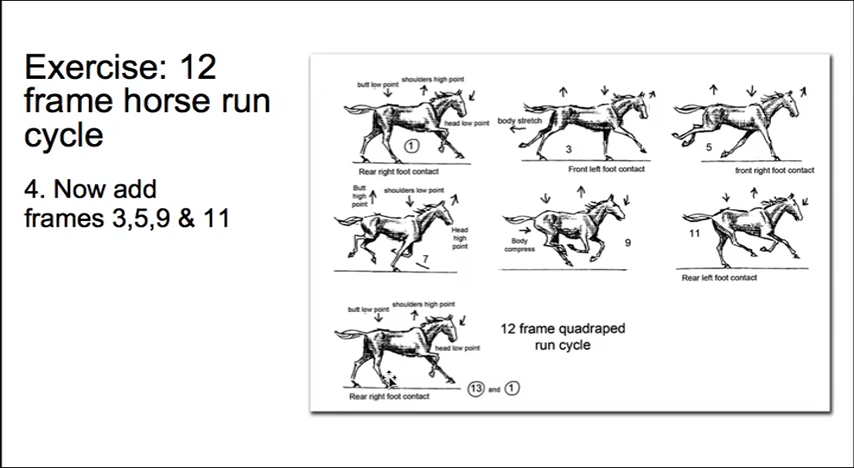 Exercise: 12
frame horse run
cycle
4. Now add
frames 3,5,9 & 11
butt low point
shoulders high point
head low point
1
Rear right foot contact
body stretch
3
Front left foot contact
5
front right foot contact
Butt
high
point
shoulders low point
Head
high
point
7
Body
compress
9
11
Rear left foot contact
butt low point
shoulders high point
head low point
Rear right foot contact
13 and 1
12 frame quadraped
run cycle